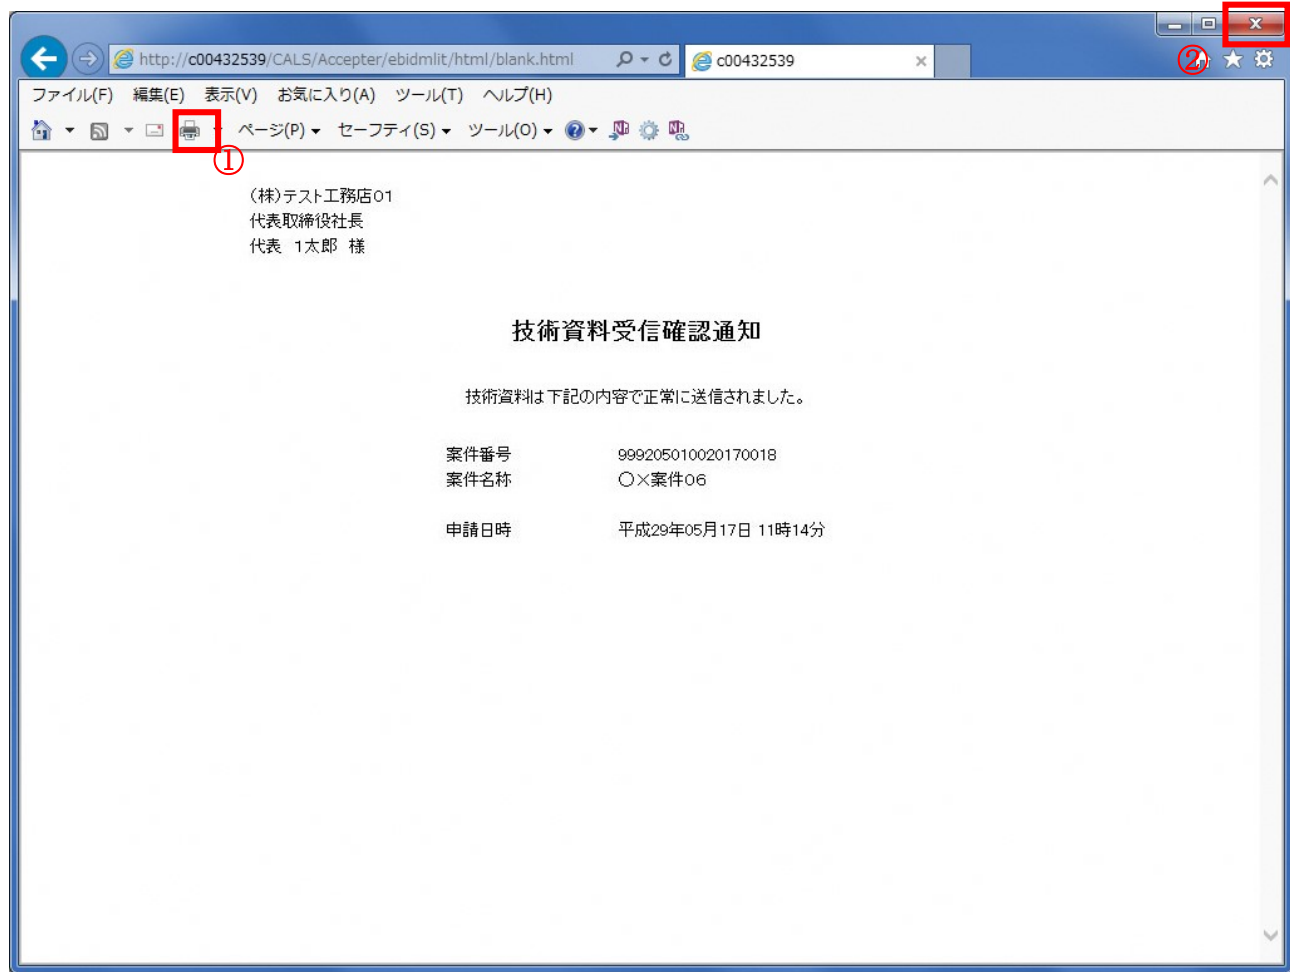 ②
http://c00432539/CALS/Accepter/ebidmlit/html/blank.html
c00432539
ファイル(F) 編集(E) 表示(V) お気に入り(A) ツール(T) ヘルプ(H)
ページ(P) セーフティ(S) ツール(O)
①
(株)テスト工務店01
代表取締役社長
代表 1太郎 様
技術資料受信確認通知
技術資料は下記の内容で正常に送信されました。
案件番号 999205010020170018
案件名称 〇×案件06
申請日時 平成29年05月17日 11時14分